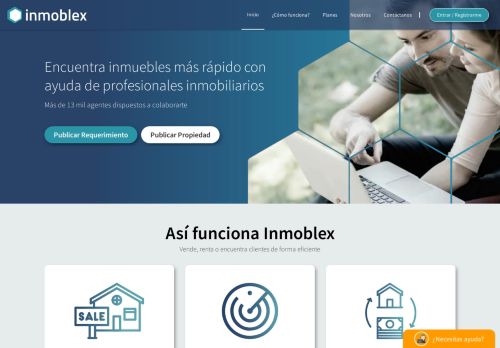 inmoblex
Inicio
¿Cómo funciona?
Planes
Nosotros
Contáctanos
Entrar / Registrarme
Encuentra inmuebles más rápido con
ayuda de profesionales inmobiliarios
Más de 13 mil agentes dispuestos a colaborarte
Publicar Requerimiento
Publicar Propiedad
Así funciona Inmoblex
Vende, renta o encuentra clientes de forma eficiente
SALE
¿Necesitas ayuda?